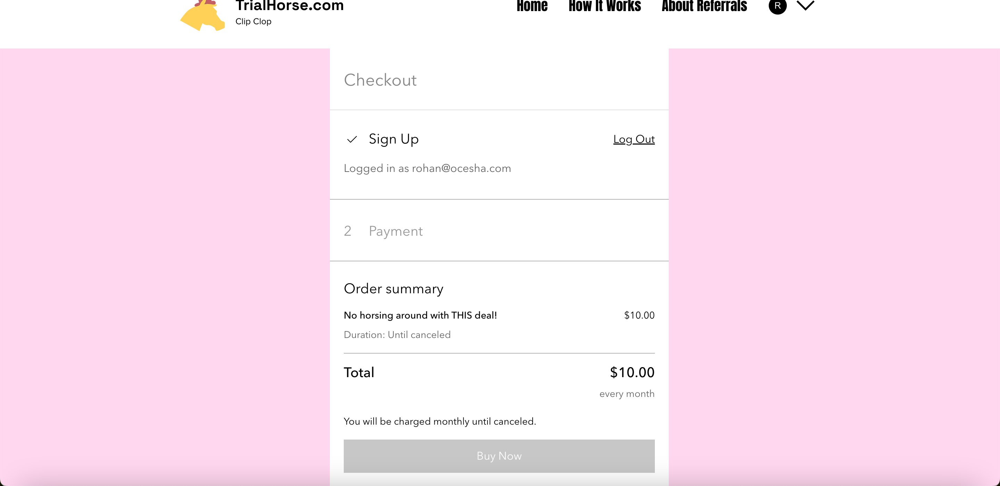 TrialHorse.com
Clip Clop
Home How It Works About Referrals R
Checkout
Sign Up Log Out
Logged in as rohan@ocesha.com
2 Payment
Order summary
No horsing around with THIS deal! $10.00
Duration: Until canceled
Total $10.00
every month
You will be charged monthly until canceled.
Buy Now